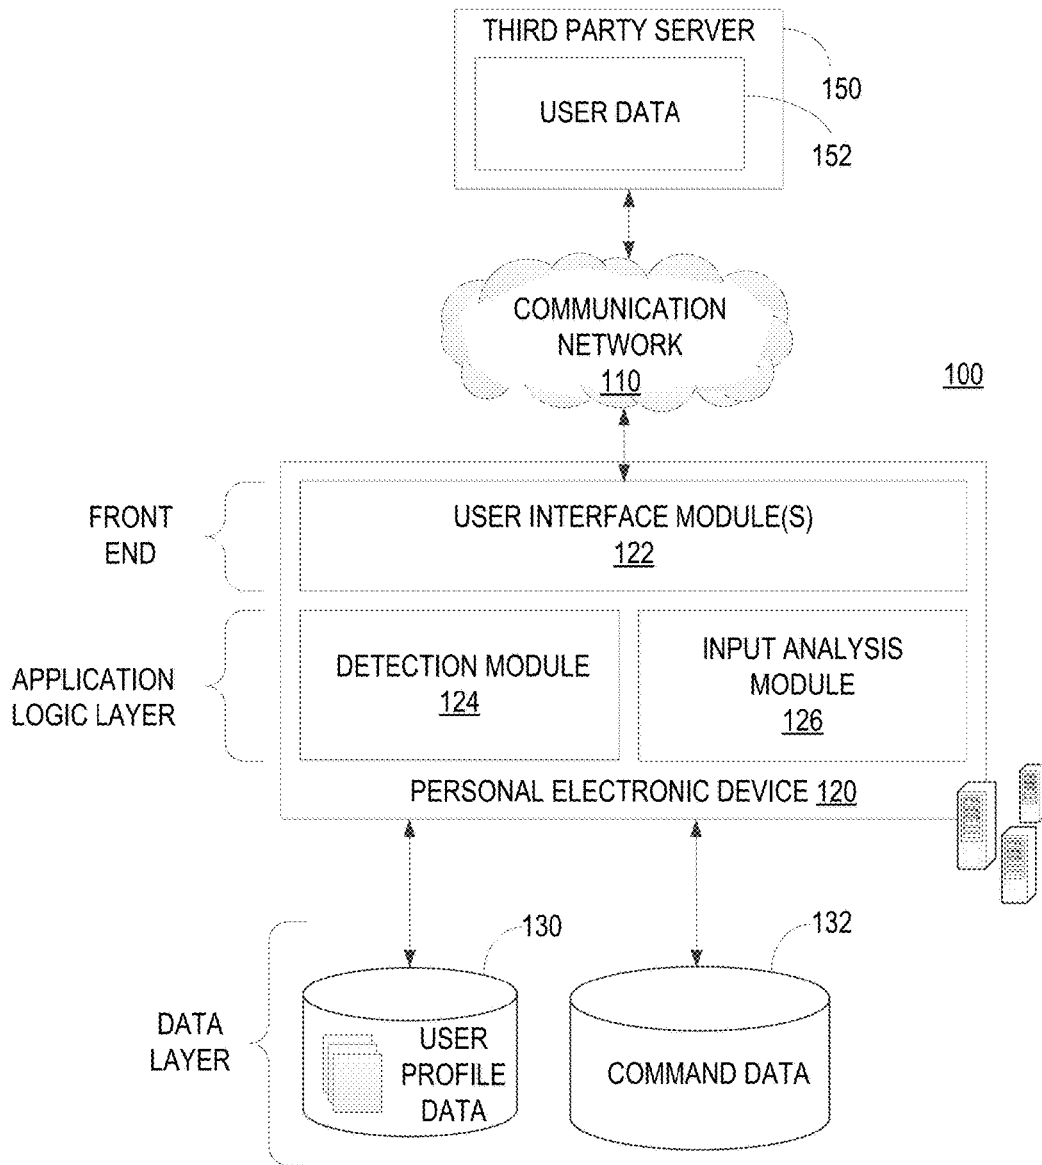 THIRD PARTY SERVER
150
USER DATA
152
COMMUNICATION
NETWORK
110
100
FRONT
END
USER INTERFACE MODULE(S)
122
APPLICATION
LOGIC LAYER
DETECTION MODULE
124
INPUT ANALYSIS
MODULE
126
PERSONAL ELECTRONIC DEVICE 120
130
132
DATA
LAYER
USER
PROFILE
DATA
COMMAND DATA